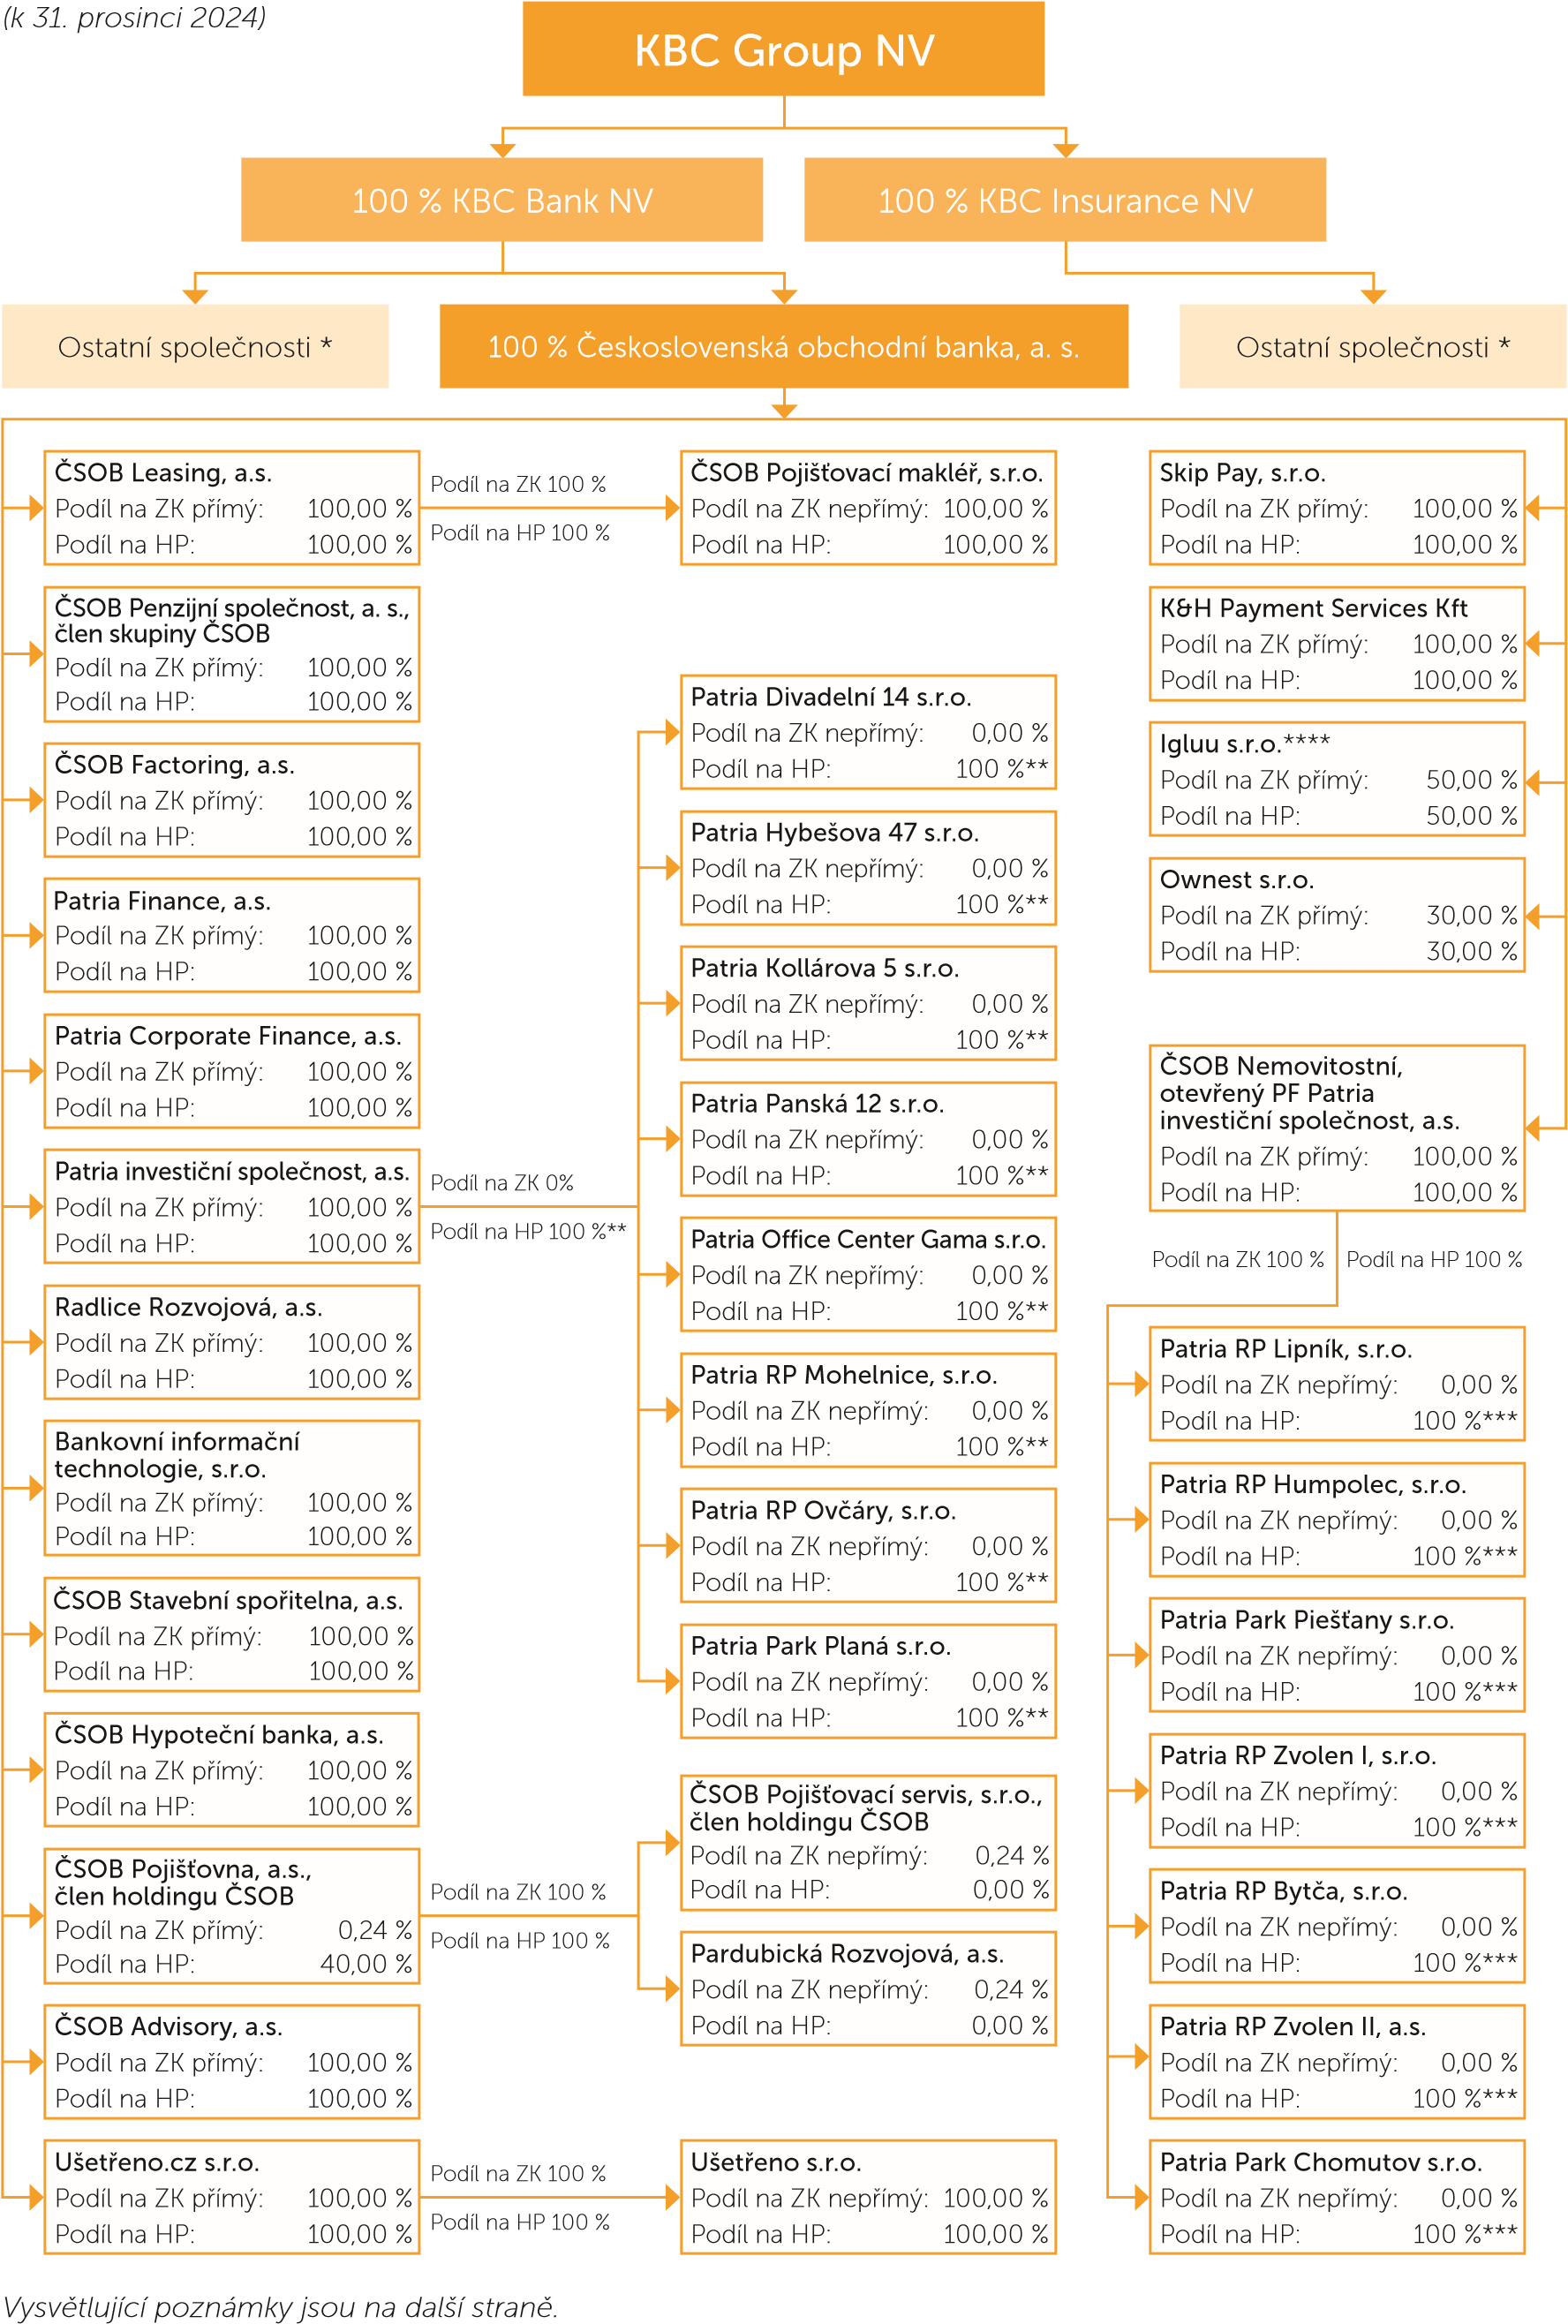 (k 31. prosinci 2024)
KBC Group NV
100 % KBC Bank NV
100 % KBC Insurance NV
Ostatní společnosti *
100 % Československá obchodní banka, a. s.
Ostatní společnosti *
ČSOB Leasing, a.s.
Podíl na ZK přímý: 100,00 %
Podíl na HP: 100,00 %
Podíl na ZK 100 %
Podíl na HP 100 %
ČSOB Pojišťovací makléř, s.r.o.
Podíl na ZK nepřímý: 100,00 %
Podíl na HP: 100,00 %
ČSOB Penzijní společnost, a. s.,
člen skupiny ČSOB
Podíl na ZK přímý: 100,00 %
Podíl na HP: 100,00 %
ČSOB Factoring, a.s.
Podíl na ZK přímý: 100,00 %
Podíl na HP: 100,00 %
Patria Finance, a.s.
Podíl na ZK přímý: 100,00 %
Podíl na HP: 100,00 %
Patria Corporate Finance, a.s.
Podíl na ZK přímý: 100,00 %
Podíl na HP: 100,00 %
Patria investiční společnost, a.s.
Podíl na ZK přímý: 100,00 %
Podíl na HP: 100,00 %
Podíl na ZK 0%
Podíl na HP 100 %**
Patria Divadelní 14 s.r.o.
Podíl na ZK nepřímý: 0,00 %
Podíl na HP: 100 %**
Patria Hybešova 47 s.r.o.
Podíl na ZK nepřímý: 0,00 %
Podíl na HP: 100 %**
Patria Kollárova 5 s.r.o.
Podíl na ZK nepřímý: 0,00 %
Podíl na HP: 100 %**
Patria Panská 12 s.r.o.
Podíl na ZK nepřímý: 0,00 %
Podíl na HP: 100 %**
Patria Office Center Gama s.r.o.
Podíl na ZK nepřímý: 0,00 %
Podíl na HP: 100 %**
Patria RP Mohelnice, s.r.o.
Podíl na ZK nepřímý: 0,00 %
Podíl na HP: 100 %**
Patria RP Ovčáry, s.r.o.
Podíl na ZK nepřímý: 0,00 %
Podíl na HP: 100 %**
Patria Park Planá s.r.o.
Podíl na ZK nepřímý: 0,00 %
Podíl na HP: 100 %**
Radlice Rozvojová, a.s.
Podíl na ZK přímý: 100,00 %
Podíl na HP: 100,00 %
Bankovní informační
technologie, s.r.o.
Podíl na ZK přímý: 100,00 %
Podíl na HP: 100,00 %
ČSOB Stavební spořitelna, a.s.
Podíl na ZK přímý: 100,00 %
Podíl na HP: 100,00 %
ČSOB Hypoteční banka, a.s.
Podíl na ZK přímý: 100,00 %
Podíl na HP: 100,00 %
ČSOB Pojišťovna, a.s.,
člen holdingu ČSOB
Podíl na ZK přímý: 0,24 %
Podíl na HP: 40,00 %
Podíl na ZK 100 %
Podíl na HP 100 %
ČSOB Pojišťovací servis, s.r.o.,
člen holdingu ČSOB
Podíl na ZK nepřímý: 0,24 %
Podíl na HP: 0,00 %
Pardubická Rozvojová, a.s.
Podíl na ZK nepřímý: 0,24 %
Podíl na HP: 0,00 %
ČSOB Advisory, a.s.
Podíl na ZK přímý: 100,00 %
Podíl na HP: 100,00 %
Ušetřeno.cz s.r.o.
Podíl na ZK přímý: 100,00 %
Podíl na HP: 100,00 %
Podíl na ZK 100 %
Podíl na HP 100 %
Ušetřeno s.r.o.
Podíl na ZK nepřímý: 100,00 %
Podíl na HP: 100,00 %
Skip Pay, s.r.o.
Podíl na ZK přímý: 100,00 %
Podíl na HP: 100,00 %
K&H Payment Services Kft
Podíl na ZK přímý: 100,00 %
Podíl na HP: 100,00 %
Igluu s.r.o.****
Podíl na ZK přímý: 50,00 %
Podíl na HP: 50,00 %
Ownest s.r.o.
Podíl na ZK přímý: 30,00 %
Podíl na HP: 30,00 %
ČSOB Nemovitostní,
otevřený PF Patria
investiční společnost, a.s.
Podíl na ZK přímý: 100,00 %
Podíl na HP: 100,00 %
Podíl na ZK 100 %
Podíl na HP 100 %
Patria RP Lipník, s.r.o.
Podíl na ZK nepřímý: 0,00 %
Podíl na HP: 100 %***
Patria RP Humpolec, s.r.o.
Podíl na ZK nepřímý: 0,00 %
Podíl na HP: 100 %***
Patria Park Piešťany s.r.o.
Podíl na ZK nepřímý: 0,00 %
Podíl na HP: 100 %***
Patria RP Zvolen I, s.r.o.
Podíl na ZK nepřímý: 0,00 %
Podíl na HP: 100 %***
Patria RP Bytča, s.r.o.
Podíl na ZK nepřímý: 0,00 %
Podíl na HP: 100 %***
Patria RP Zvolen II, a.s.
Podíl na ZK nepřímý: 0,00 %
Podíl na HP: 100 %***
Patria Park Chomutov s.r.o.
Podíl na ZK nepřímý: 0,00 %
Podíl na HP: 100 %***
Vysvětlující poznámky jsou na další straně.